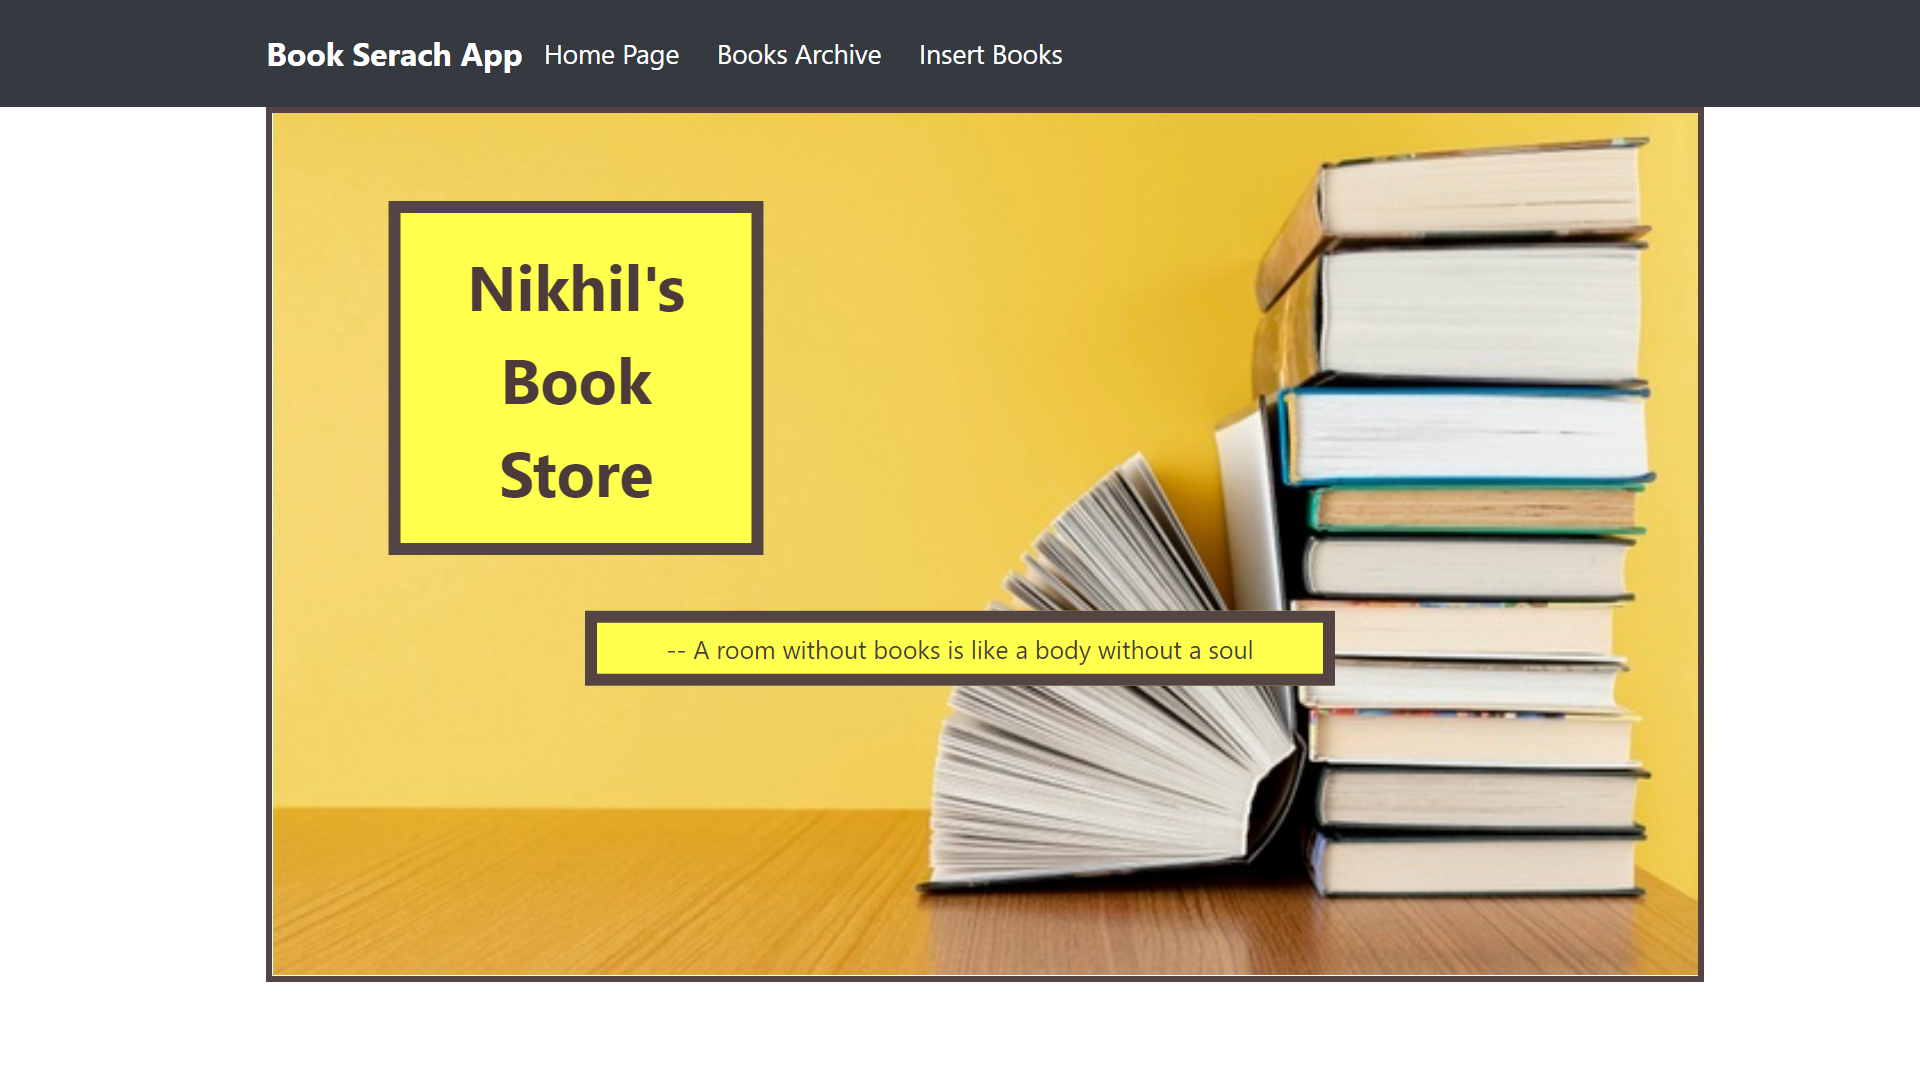 Book Serach App Home Page Books Archive Insert Books
Nikhil's
Book
Store
-- A room without books is like a body without a soul